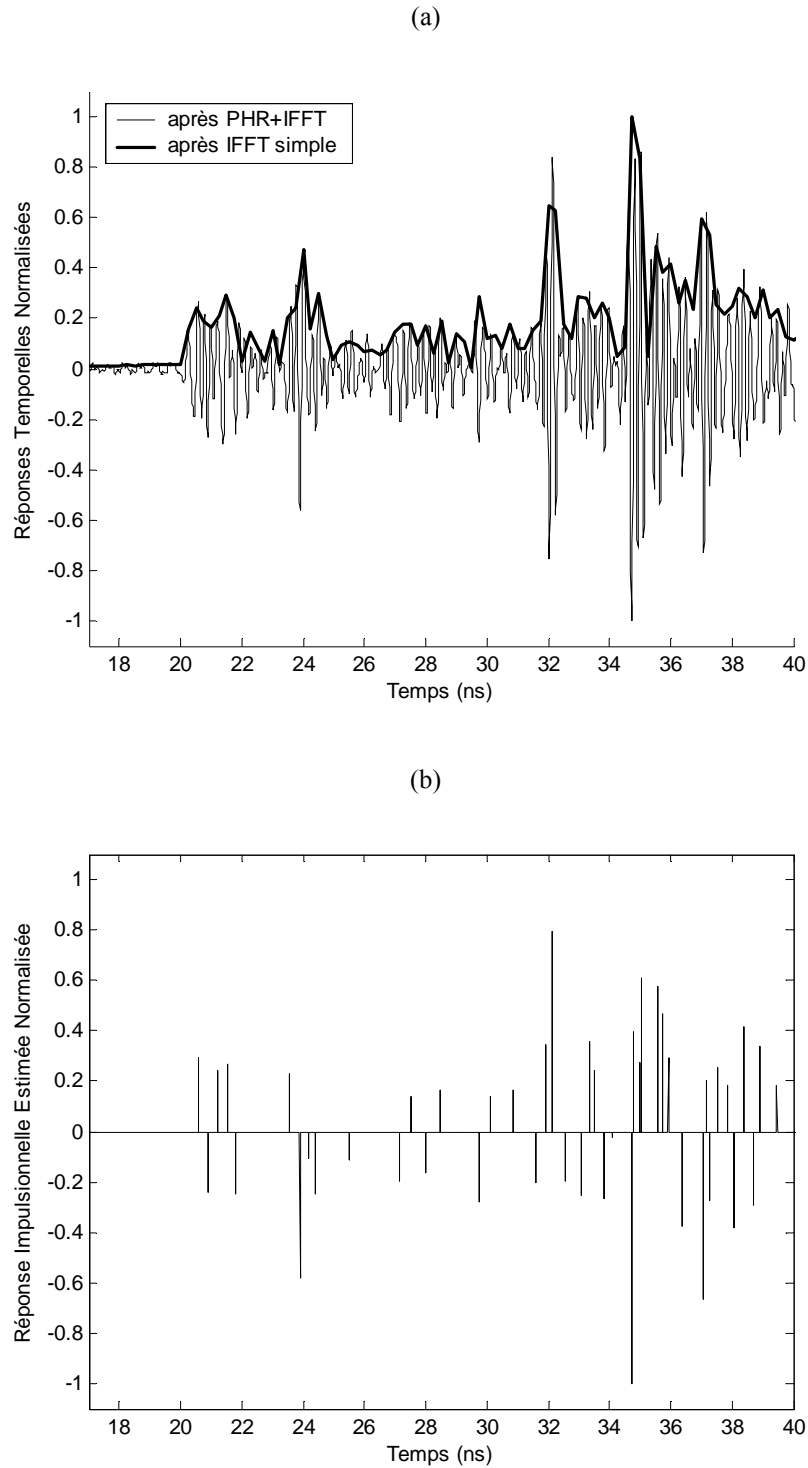 (a)
après PHR+IFFT
après IFFT simple
Réponses Temporelles Normalisées
1
0.8
0.6
0.4
0.2
0
-0.2
-0.4
-0.6
-0.8
-1
18 20 22 24 26 28 30 32 34 36 38 40
Temps (ns)
(b)
Réponse Impulsionnelle Estimée Normalisée
1
0.8
0.6
0.4
0.2
0
-0.2
-0.4
-0.6
-0.8
-1
18 20 22 24 26 28 30 32 34 36 38 40
Temps (ns)